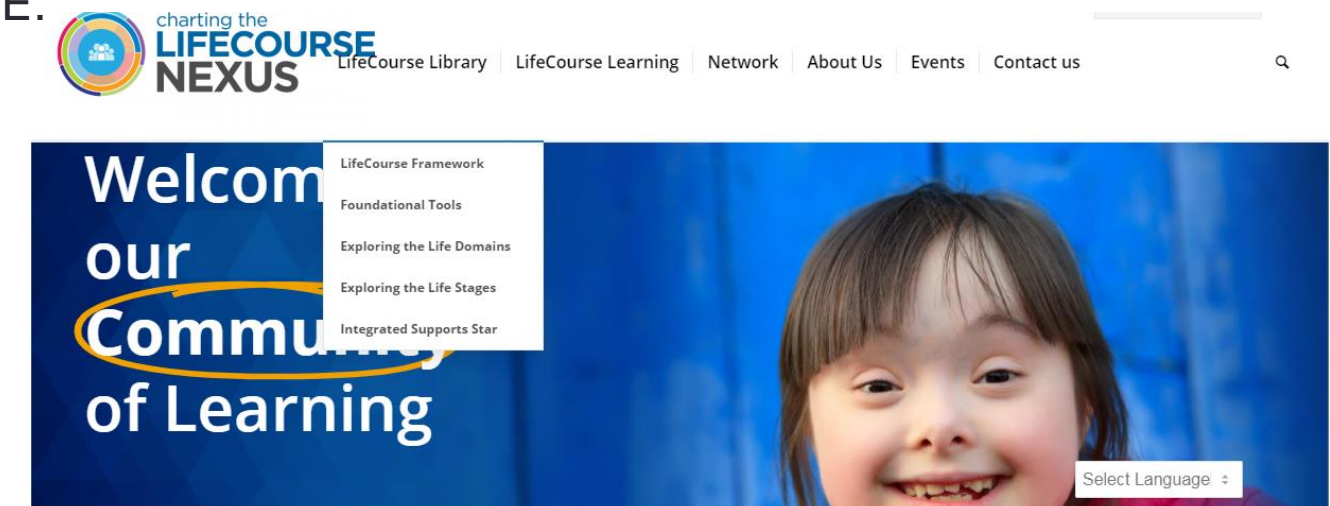 E.
charting the
LIFECOURSE
NEXUS
LifeCourse Library LifeCourse Learning Network About Us Events Contact us
LifeCourse Framework
Foundational Tools
Exploring the Life Domains
Exploring the Life Stages
Integrated Supports Star
Welcom
our
Community
of Learning
Select Language